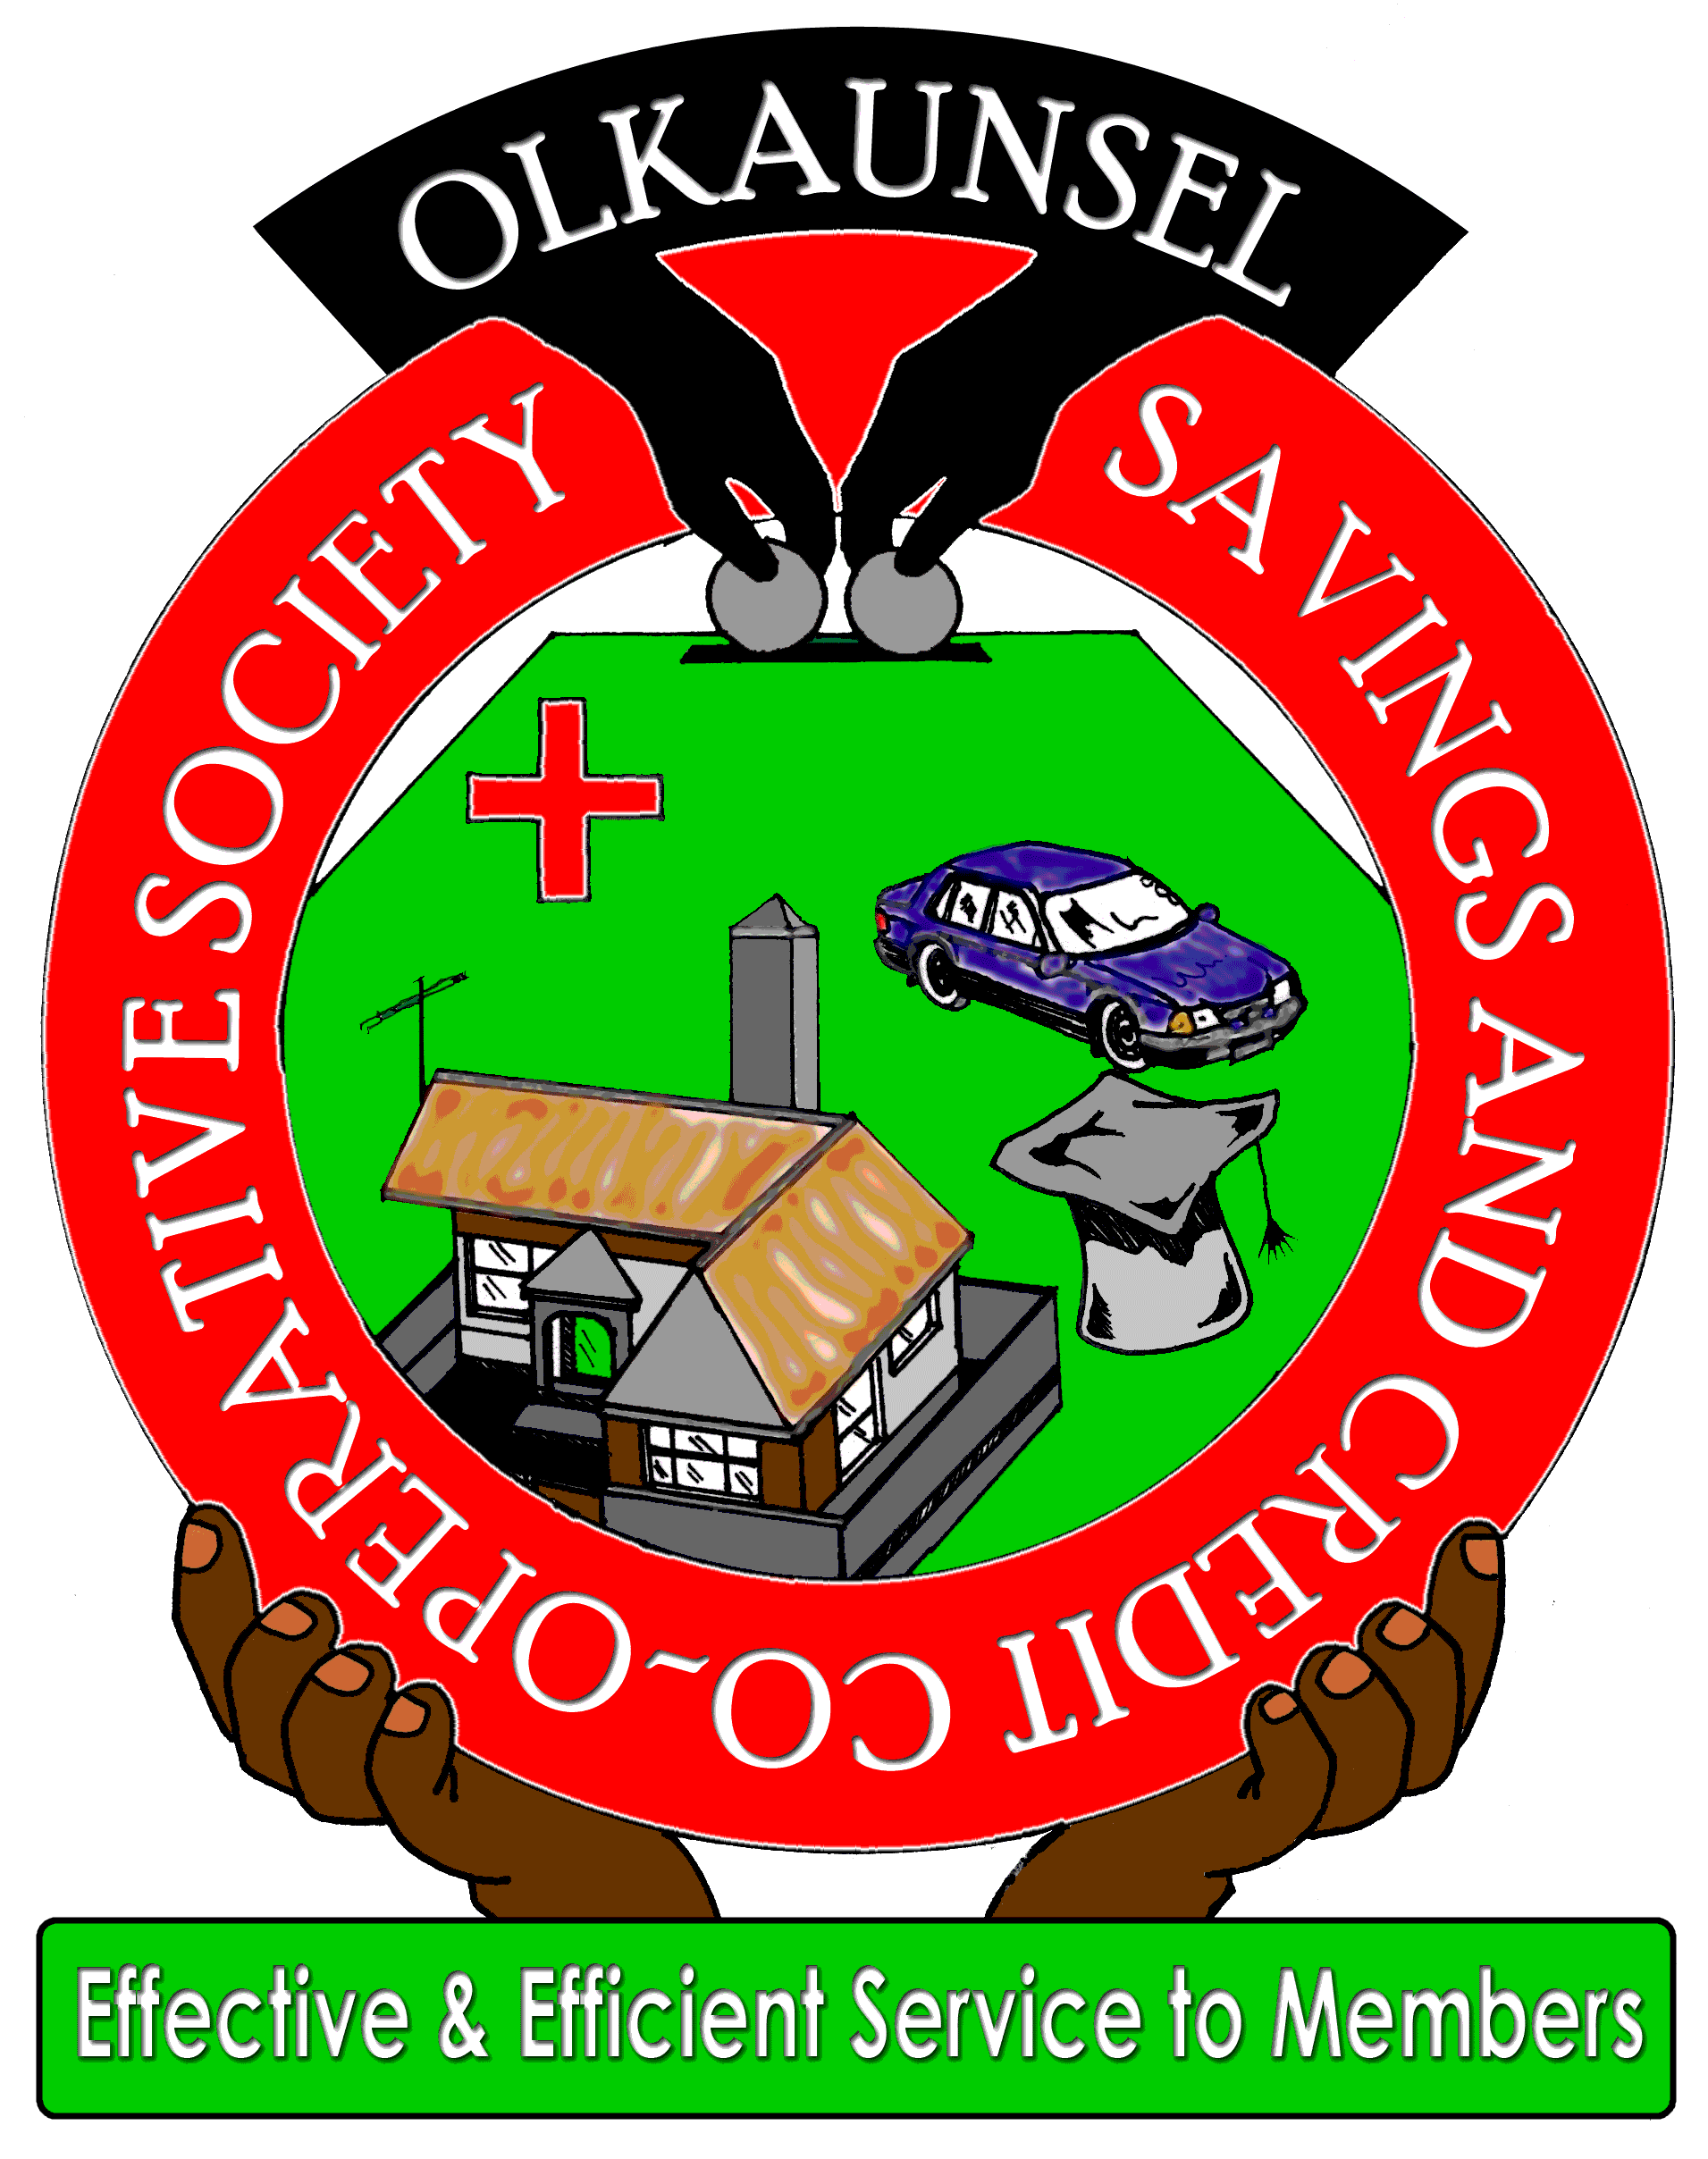 OLKAUNSEL
SAVINGS AND CREDIT CO-OPERATIVE SOCIETY
Effective & Efficient Service to Members